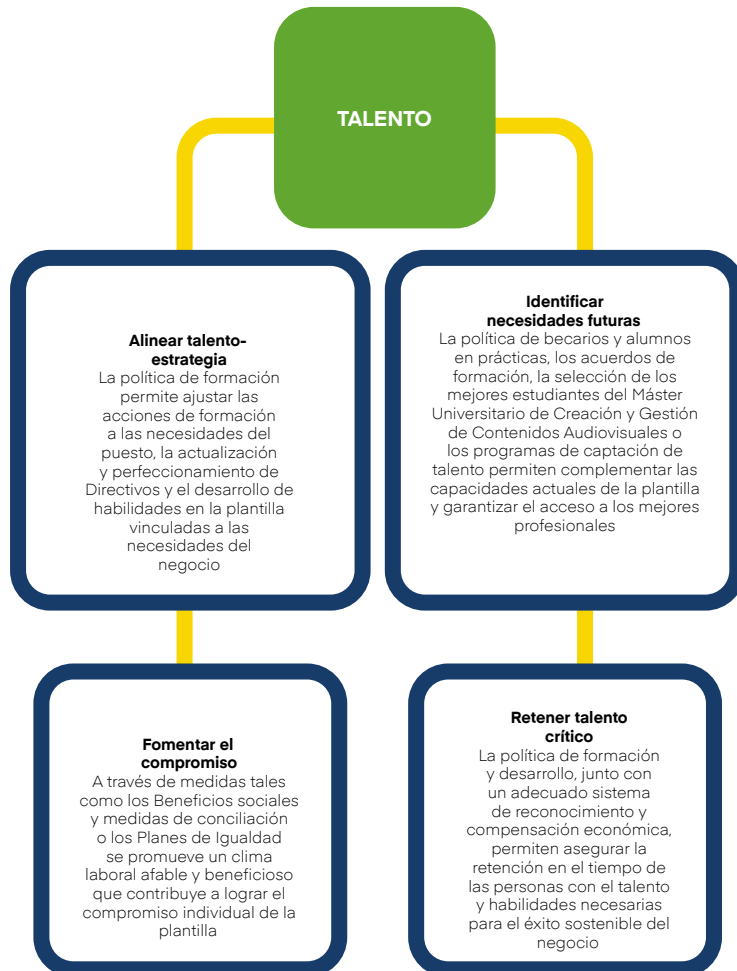 TALENTO
Alinear talento-
estrategia
La política de formación
permite ajustar las
acciones de formación
a las necesidades del
puesto, la actualización
y perfeccionamiento de
Directivos y el desarrollo de
habilidades en la plantilla
vinculadas a las
necesidades del
negocio
Identificar
necesidades futuras
La política de becarios y alumnos
en prácticas, los acuerdos de
formación, la selección de los
mejores estudiantes del Máster
Universitario de Creación y Gestión
de Contenidos Audiovisuales o
los programas de captación de
talento permiten complementar las
capacidades actuales de la plantilla
y garantizar el acceso a los mejores
profesionales
Fomentar el
compromiso
A través de medidas tales
como los Beneficios sociales
y medidas de conciliación
o los Planes de Igualdad
se promueve un clima
laboral afable y beneficioso
que contribuye a lograr el
compromiso individual de la
plantilla
Retener talento
crítico
La política de formación
y desarrollo, junto con
un adecuado sistema
de reconocimiento y
compensación económica,
permiten asegurar la
retención en el tiempo de
las personas con el talento
y habilidades necesarias
para el éxito sostenible del
negocio